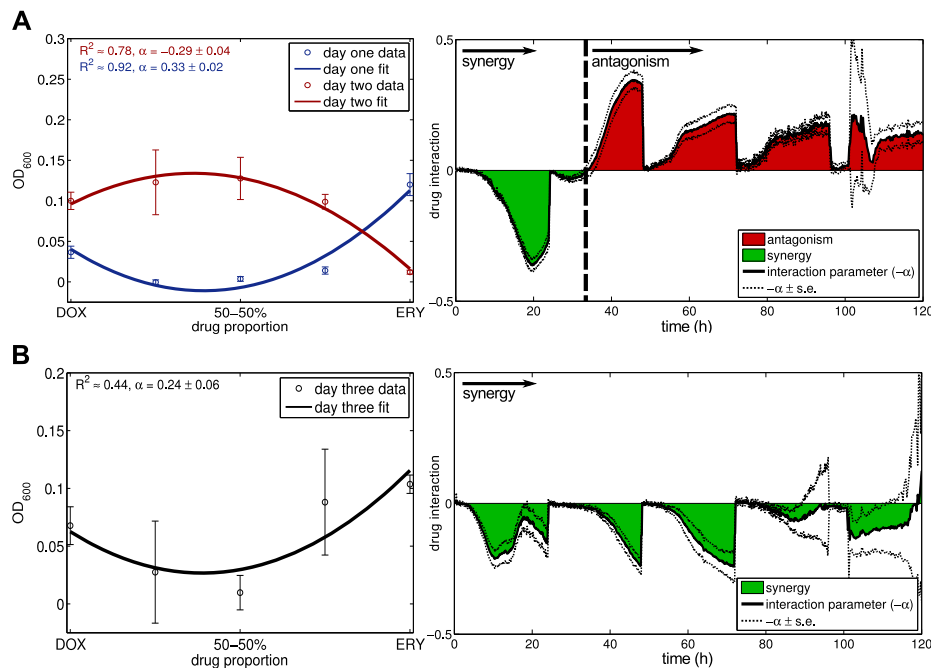 A
R² ≈ 0.78, α = −0.29 ± 0.04
R² ≈ 0.92, α = 0.33 ± 0.02
day one data
day one fit
day two data
day two fit
0.3
0.25
0.2
0.15
0.1
0.05
0
OD600
DOX
50−50%
ERY
drug proportion
synergy
antagonism
0.5
0
−0.5
drug interaction
antagonism
synergy
interaction parameter (−α)
−α ± s.e.
0
20
40
60
80
100
120
time (h)
B
R² ≈ 0.44, α = 0.24 ± 0.06
day three data
day three fit
0.2
0.15
0.1
0.05
0
OD600
DOX
50−50%
ERY
drug proportion
synergy
0.5
0
−0.5
drug interaction
synergy
interaction parameter (−α)
−α ± s.e.
0
20
40
60
80
100
120
time (h)